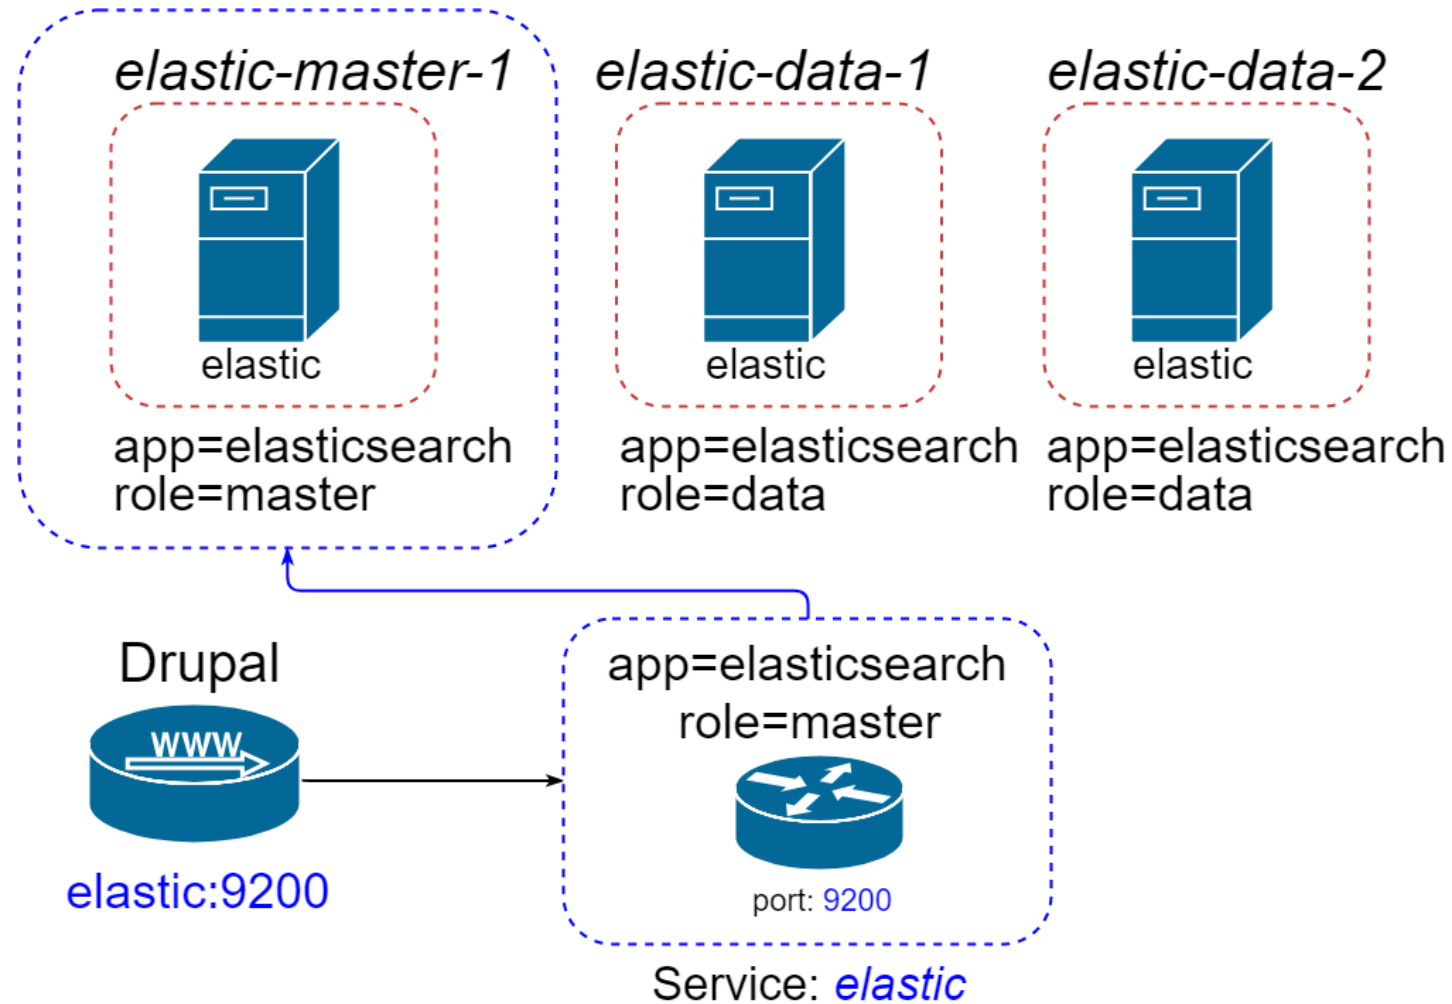 elastic-master-1
elastic-data-1
elastic-data-2
elastic
elastic
elastic
app=elasticsearch
role=master
app=elasticsearch
role=data
app=elasticsearch
role=data
Drupal
WWW
elastic:9200
app=elasticsearch
role=master
port: 9200
Service: elastic